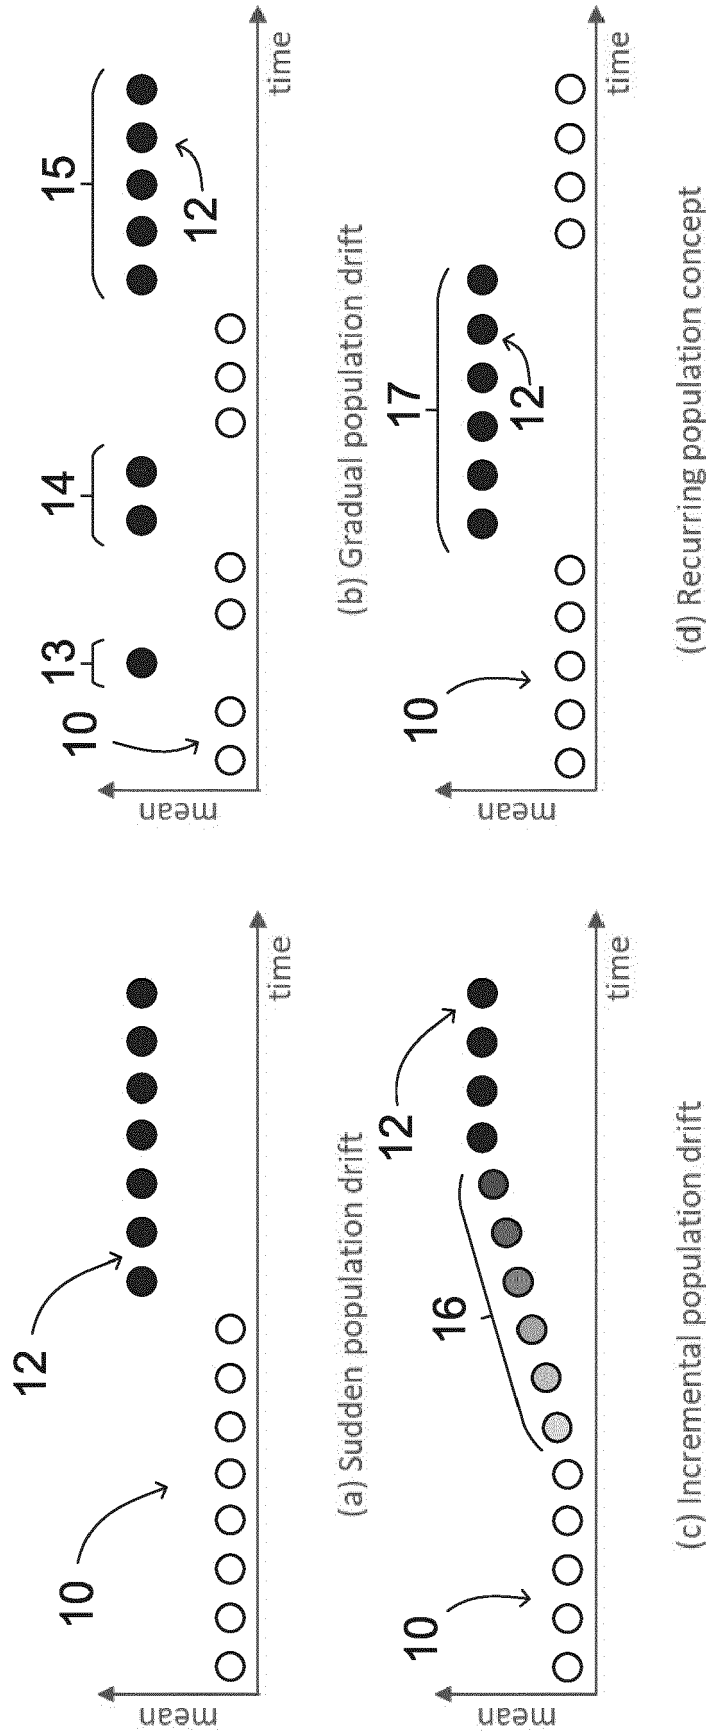 12
10
mean
time
(a) Sudden population drift
13
14
15
10
12
mean
time
(b) Gradual population drift
12
10
16
mean
time
(c) Incremental population drift
17
10
12
mean
time
(d) Recurring population concept